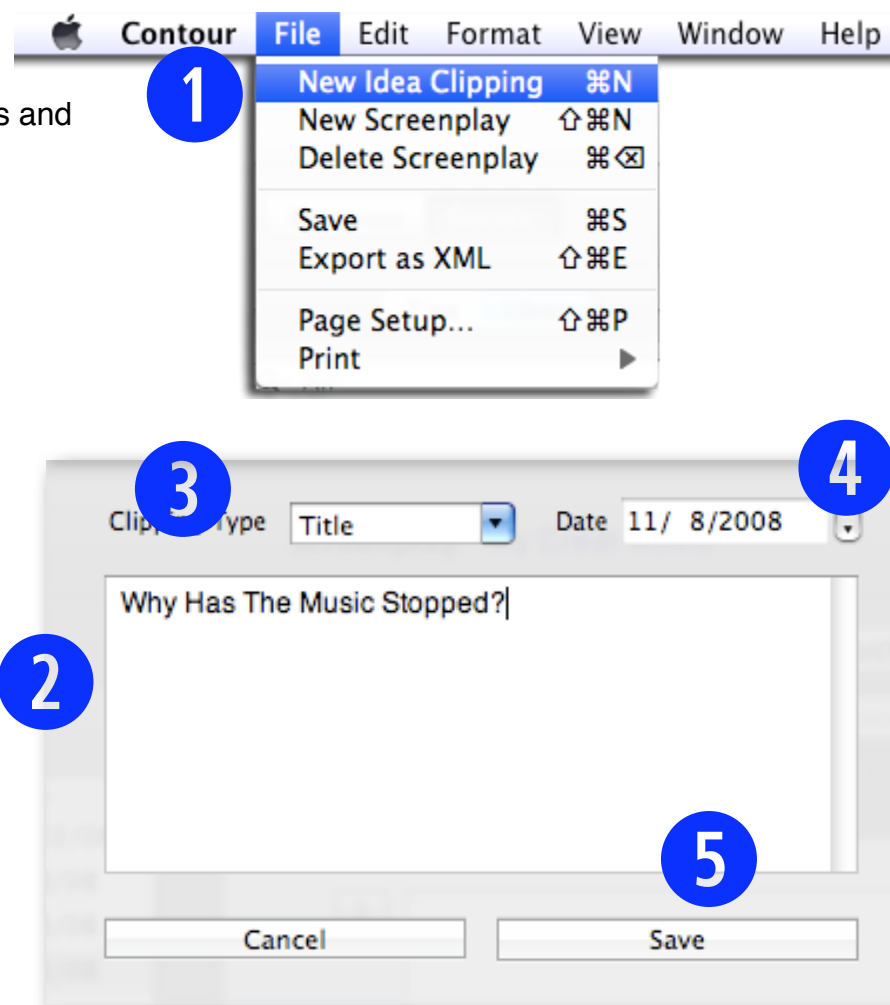 Contour File Edit Format View Window Help
1
s and
New Idea Clipping ⌘N
New Screenplay ⇧⌘N
Delete Screenplay ⌘⌫
Save ⌘S
Export as XML ⇧⌘E
Page Setup... ⇧⌘P
Print ▶
3
4
Clipping Type Title Date 11/ 8/2008
Why Has The Music Stopped?
2
5
Cancel Save